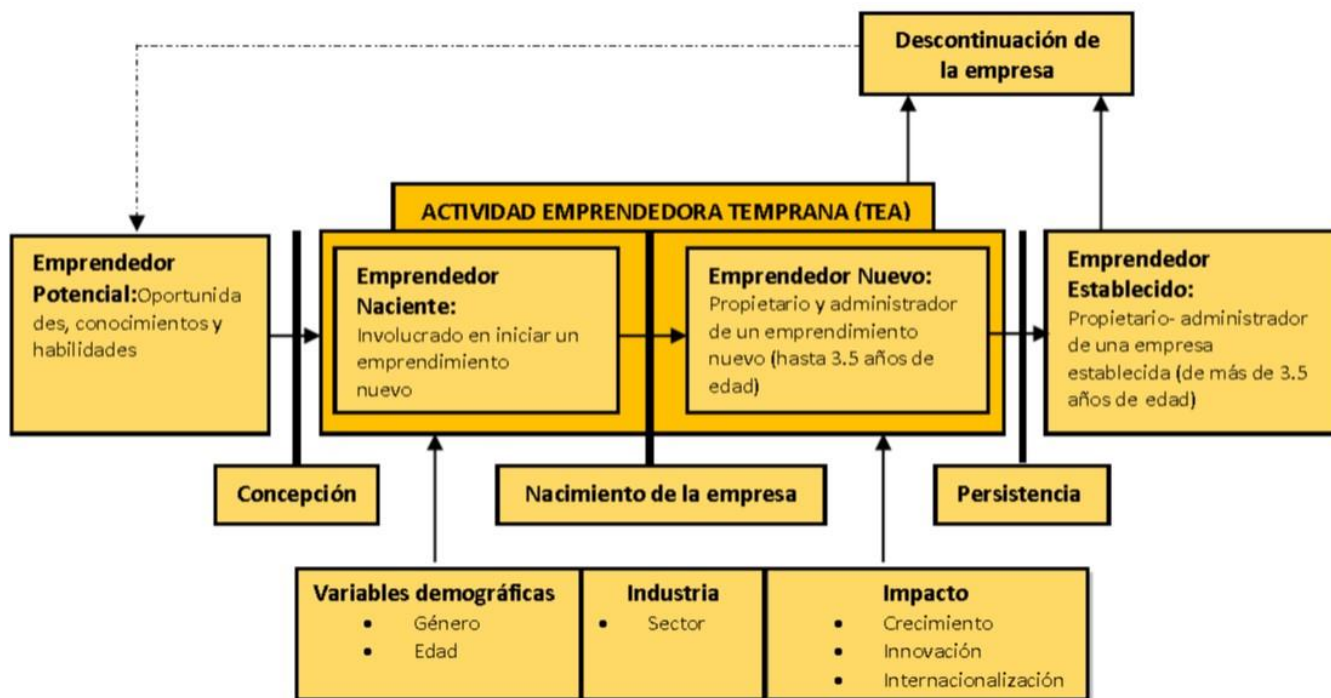 Descontinuación de
la empresa
ACTIVIDAD EMPRENDEDORA TEMPRANA (TEA)
Emprendedor
Potencial:Oportunida
des, conocimientos y
habilidades
Emprendedor
Naciente:
Involucrado en iniciar un
emprendimiento
nuevo
Emprendedor Nuevo:
Propietario y administrador
de un emprendimiento
nuevo (hasta 3.5 años de
edad)
Emprendedor
Establecido:
Propietario- administrador
de una empresa
establecida (de más de 3.5
años de edad)
Concepción
Nacimiento de la empresa
Persistencia
Variables demográficas
• Género
• Edad
Industria
• Sector
Impacto
• Crecimiento
• Innovación
• Internacionalización